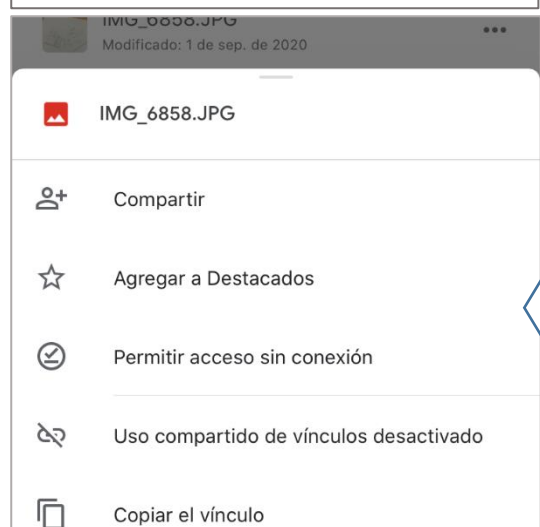 IMG_6858.JPG
Modificado: 1 de sep. de 2020
IMG_6858.JPG
Compartir
Agregar a Destacados
Permitir acceso sin conexión
Uso compartido de vínculos desactivado
Copiar el vínculo